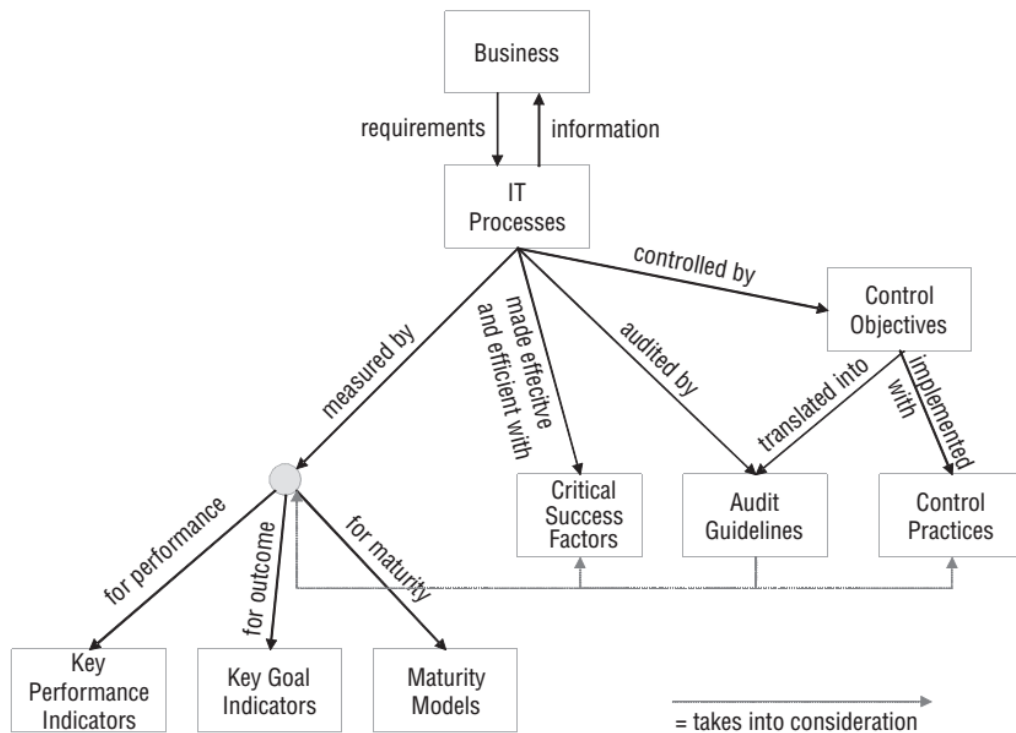 Business
requirements
information
IT
Processes
controlled by
Control
Objectives
measured by
made effecitve
and efficient with
audited by
translated into
implemented
with
Critical
Success
Factors
Audit
Guidelines
Control
Practices
for performance
for outcome
for maturity
Key
Performance
Indicators
Key Goal
Indicators
Maturity
Models
= takes into consideration